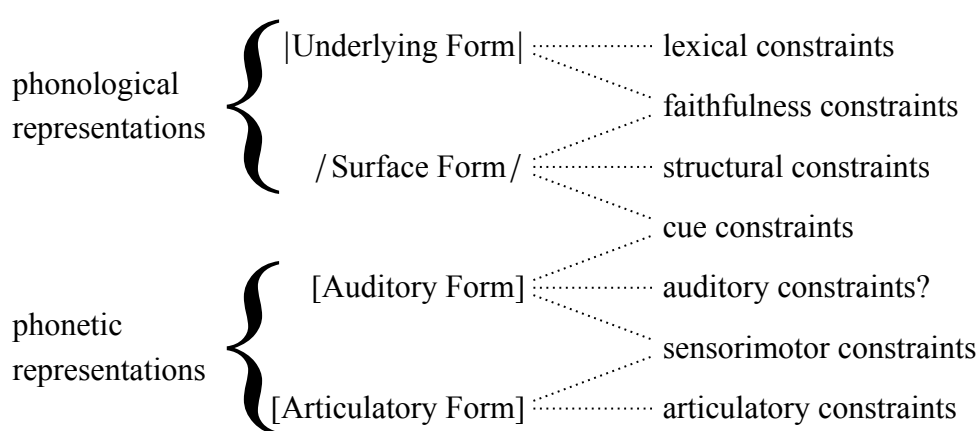 phonological
representations
|Underlying Form|
/Surface Form/
lexical constraints
faithfulness constraints
structural constraints
cue constraints
phonetic
representations
[Auditory Form]
[Articulatory Form]
auditory constraints?
sensorimotor constraints
articulatory constraints